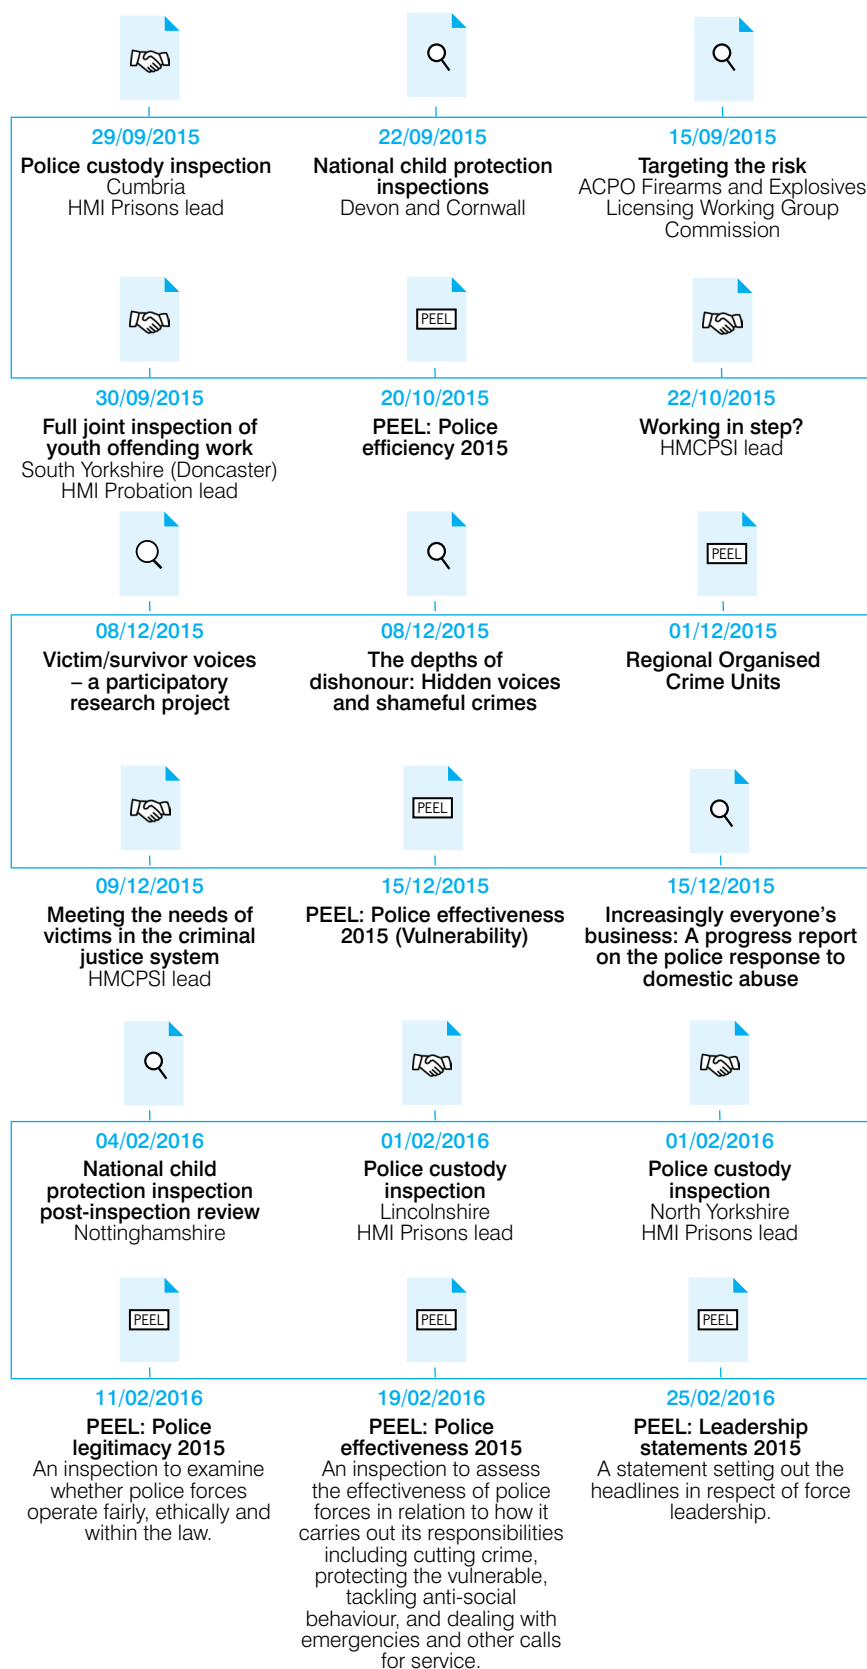 29/09/2015
Police custody inspection
Cumbria
HMI Prisons lead
22/09/2015
National child protection
inspections
Devon and Cornwall
15/09/2015
Targeting the risk
ACPO Firearms and Explosives
Licensing Working Group
Commission
PEEL
30/09/2015
Full joint inspection of
youth offending work
South Yorkshire (Doncaster)
HMI Probation lead
20/10/2015
PEEL: Police
efficiency 2015
22/10/2015
Working in step?
HMCPSI lead
PEEL
08/12/2015
Victim/survivor voices
– a participatory
research project
08/12/2015
The depths of
dishonour: Hidden voices
and shameful crimes
01/12/2015
Regional Organised
Crime Units
PEEL
09/12/2015
Meeting the needs of
victims in the criminal
justice system
HMCPSI lead
15/12/2015
PEEL: Police effectiveness
2015 (Vulnerability)
15/12/2015
Increasingly everyone's
business: A progress report
on the police response to
domestic abuse
04/02/2016
National child
protection inspection
post-inspection review
Nottinghamshire
01/02/2016
Police custody
inspection
Lincolnshire
HMI Prisons lead
01/02/2016
Police custody
inspection
North Yorkshire
HMI Prisons lead
PEEL
PEEL
PEEL
11/02/2016
PEEL: Police
legitimacy 2015
An inspection to examine
whether police forces
operate fairly, ethically and
within the law.
19/02/2016
PEEL: Police
effectiveness 2015
An inspection to assess
the effectiveness of police
forces in relation to how it
carries out its responsibilities
including cutting crime,
protecting the vulnerable,
tackling anti-social
behaviour, and dealing with
emergencies and other calls
for service.
25/02/2016
PEEL: Leadership
statements 2015
A statement setting out the
headlines in respect of force
leadership.